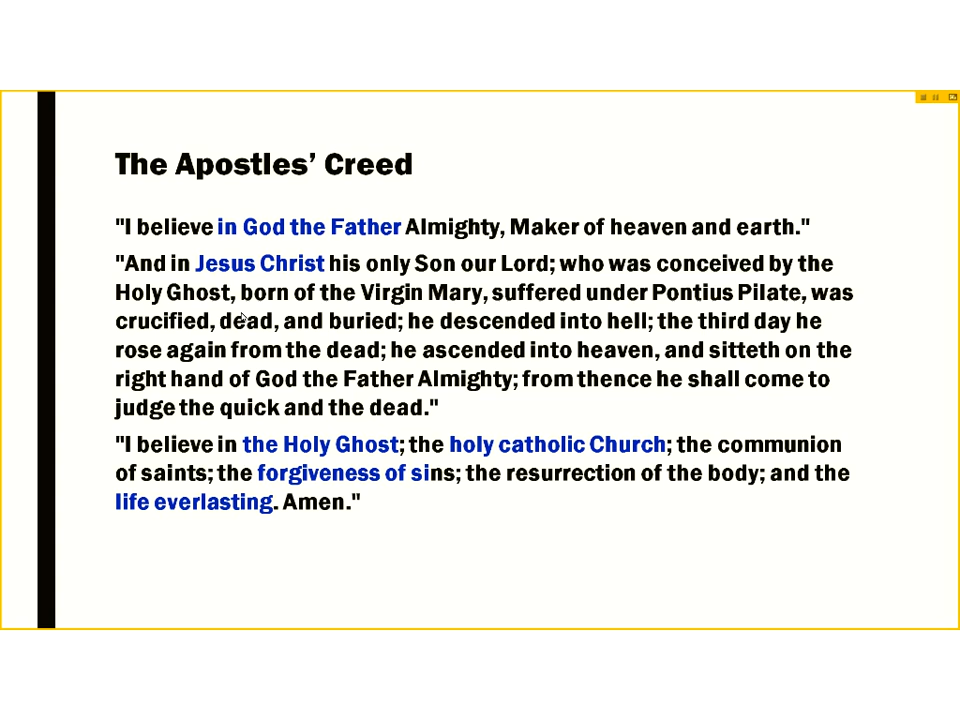 The Apostles’ Creed
"I believe in God the Father Almighty, Maker of heaven and earth."
"And in Jesus Christ his only Son our Lord; who was conceived by the
Holy Ghost, born of the Virgin Mary, suffered under Pontius Pilate, was
crucified, dead, and buried; he descended into hell; the third day he
rose again from the dead; he ascended into heaven, and sitteth on the
right hand of God the Father Almighty; from thence he shall come to
judge the quick and the dead."
"I believe in the Holy Ghost; the holy catholic Church; the communion
of saints; the forgiveness of sins; the resurrection of the body; and the
life everlasting. Amen."